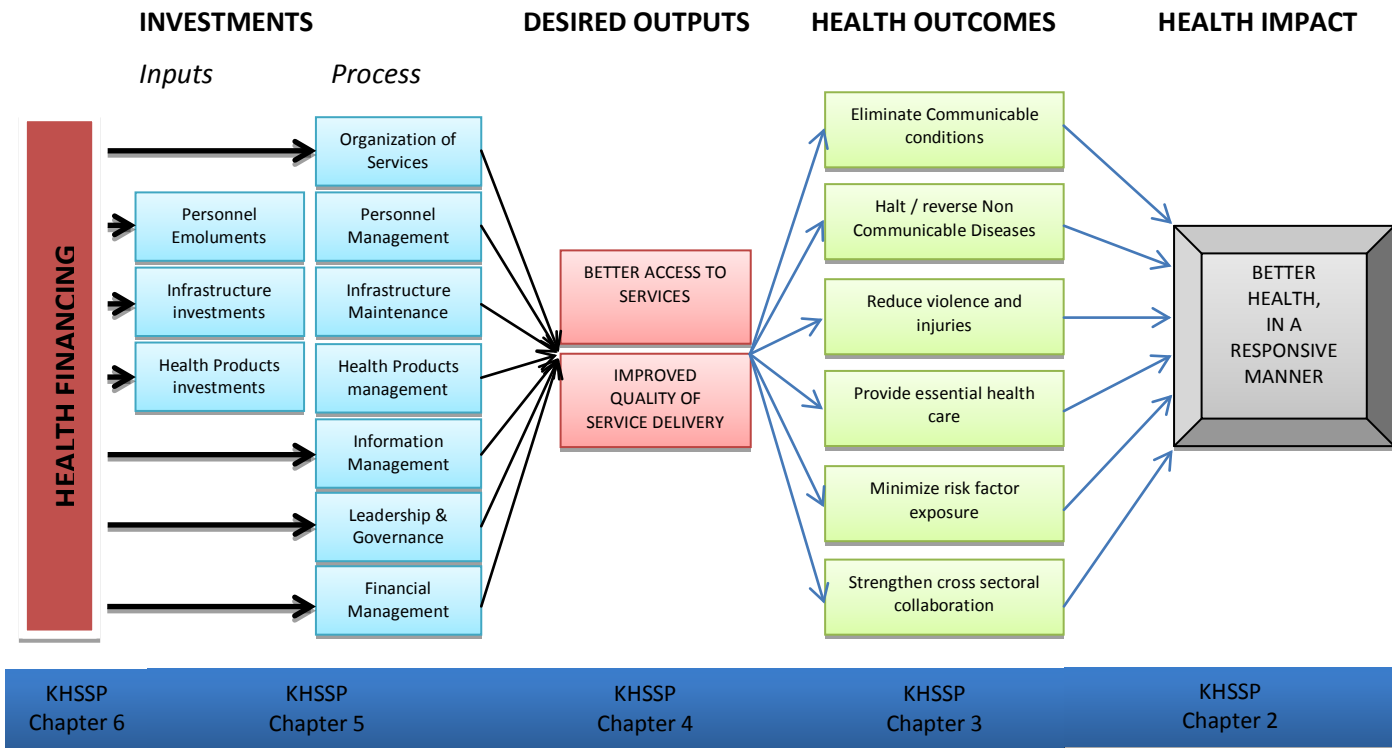 INVESTMENTS
DESIRED OUTPUTS
HEALTH OUTCOMES
HEALTH IMPACT
Inputs
Process
HEALTH FINANCING
Personnel
Emoluments
Infrastructure
investments
Health Products
investments
Organization of
Services
Personnel
Management
Infrastructure
Maintenance
Health Products
management
Information
Management
Leadership &
Governance
Financial
Management
BETTER ACCESS TO
SERVICES
IMPROVED
QUALITY OF
SERVICE DELIVERY
Eliminate Communicable
conditions
Halt / reverse Non
Communicable Diseases
Reduce violence and
injuries
Provide essential health
care
Minimize risk factor
exposure
Strengthen cross sectoral
collaboration
BETTER
HEALTH,
IN A
RESPONSIVE
MANNER
KHSSP
Chapter 6
KHSSP
Chapter 5
KHSSP
Chapter 4
KHSSP
Chapter 3
KHSSP
Chapter 2